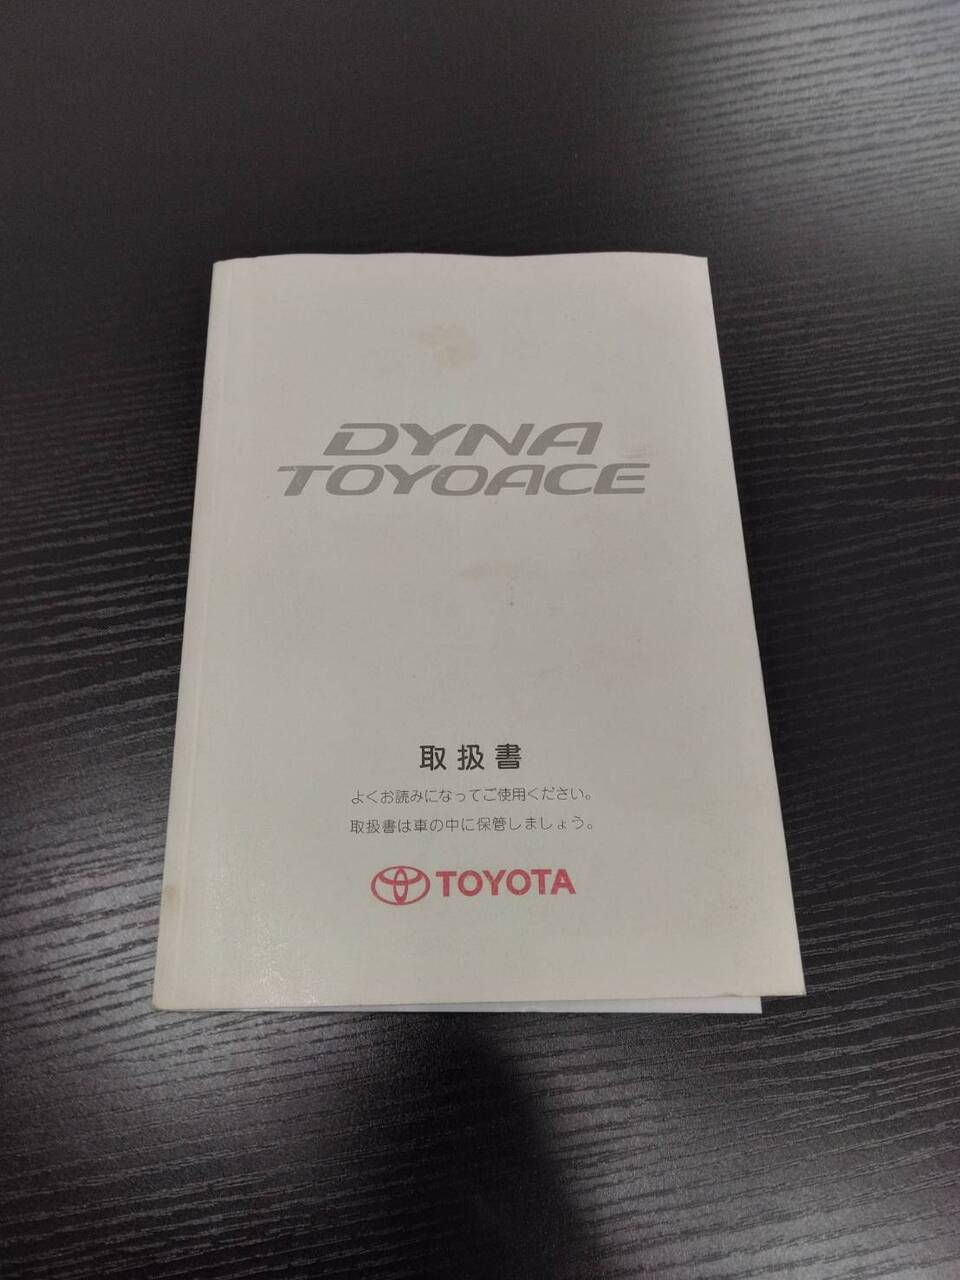 DYNA
TOYOACE
取扱書
よくお読みになってご使用ください。
取扱書は車の中に保管しましょう。
TOYOTA